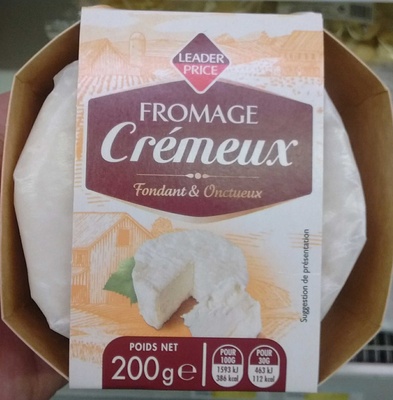 LEADER
PRICE
FROMAGE
Crémeux
Fondant & Onctueux
Suggestion de présentation
POIDS NET
200g℮
POUR
100G
1593 kJ
386 kcal
POUR
30G
463 kJ
112 kcal